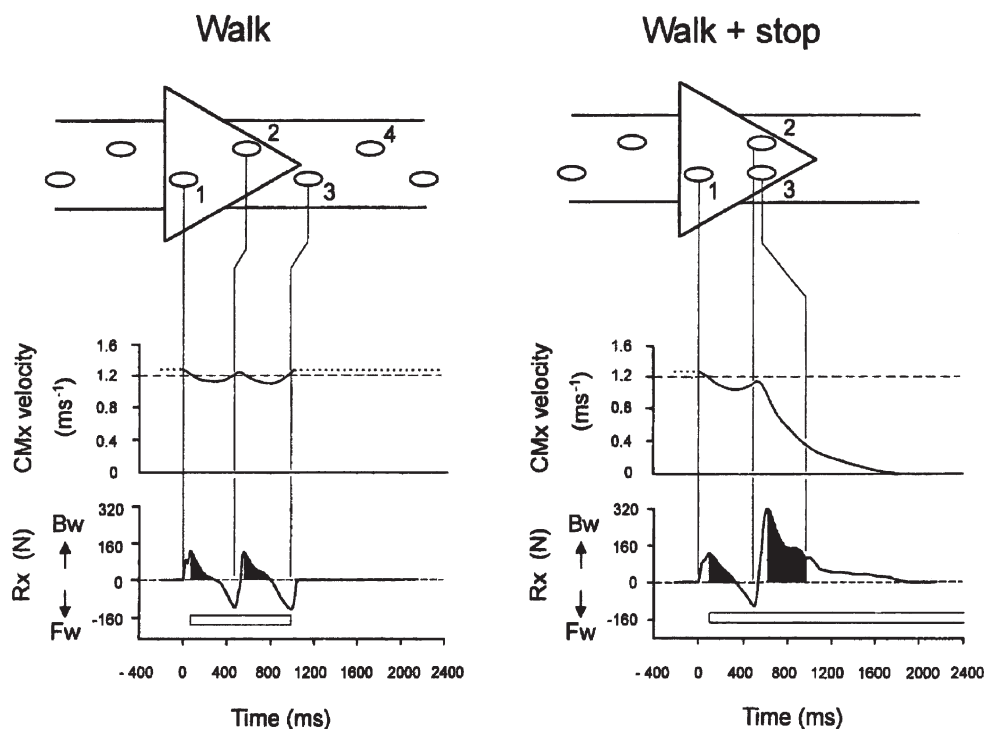 Walk
Walk + stop
1
2
3
4
1
2
3
CMx velocity
(ms-1)
1.6
1.2
0.8
0.4
0
CMx velocity
(ms-1)
1.6
1.2
0.8
0.4
0
Rx (N)
Bw
Fw
320
160
0
-160
Rx (N)
Bw
Fw
320
160
0
-160
- 400 0 400 800 1200 1600 2000 2400
Time (ms)
- 400 0 400 800 1200 1600 2000 2400
Time (ms)